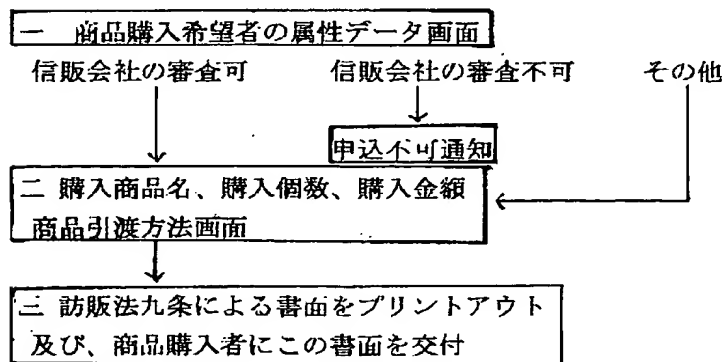 一 商品購入希望者の属性データ画面
信販会社の審査可 信販会社の審査不可 その他
申込不可通知
二 購入商品名、購入個数、購入金額
商品引渡方法画面
三 訪販法九条による書面をプリントアウト
及び、商品購入者にこの書面を交付